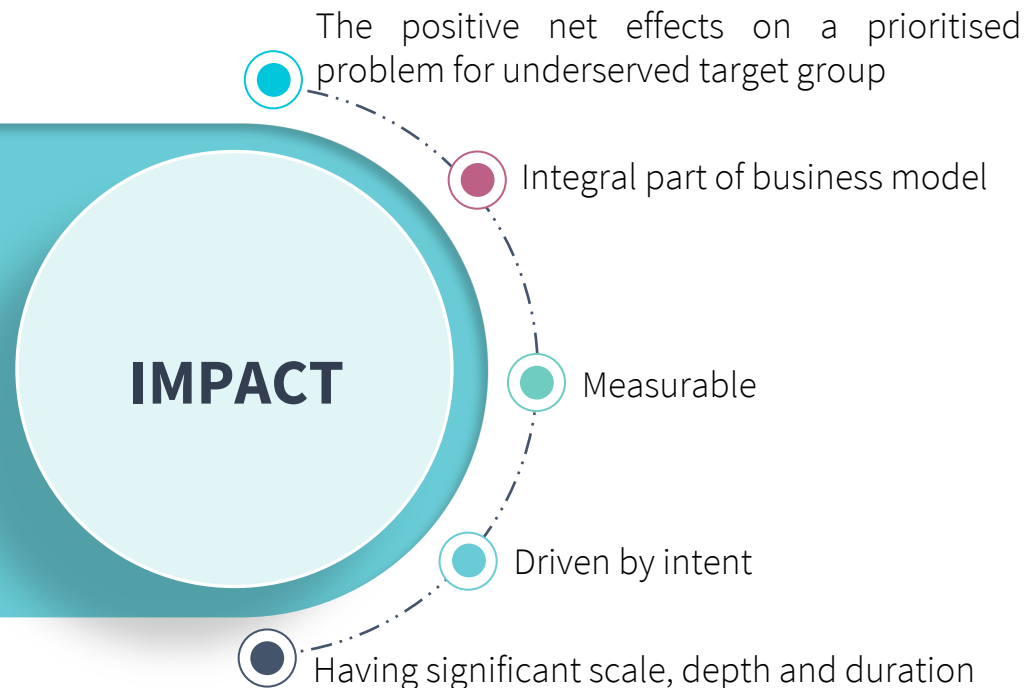 The positive net effects on a prioritised
problem for underserved target group
Integral part of business model
IMPACT
Measurable
Driven by intent
Having significant scale, depth and duration